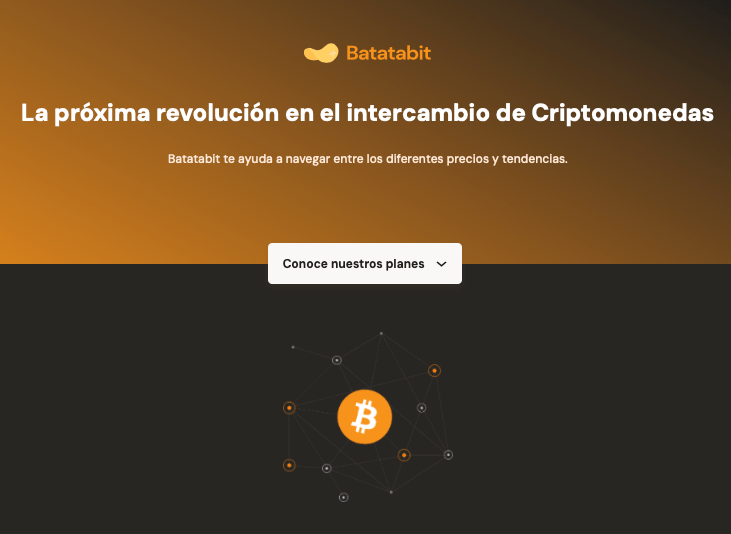 Batatabit
La próxima revolución en el intercambio de Criptomonedas
Batatabit te ayuda a navegar entre los diferentes precios y tendencias.
Conoce nuestros planes